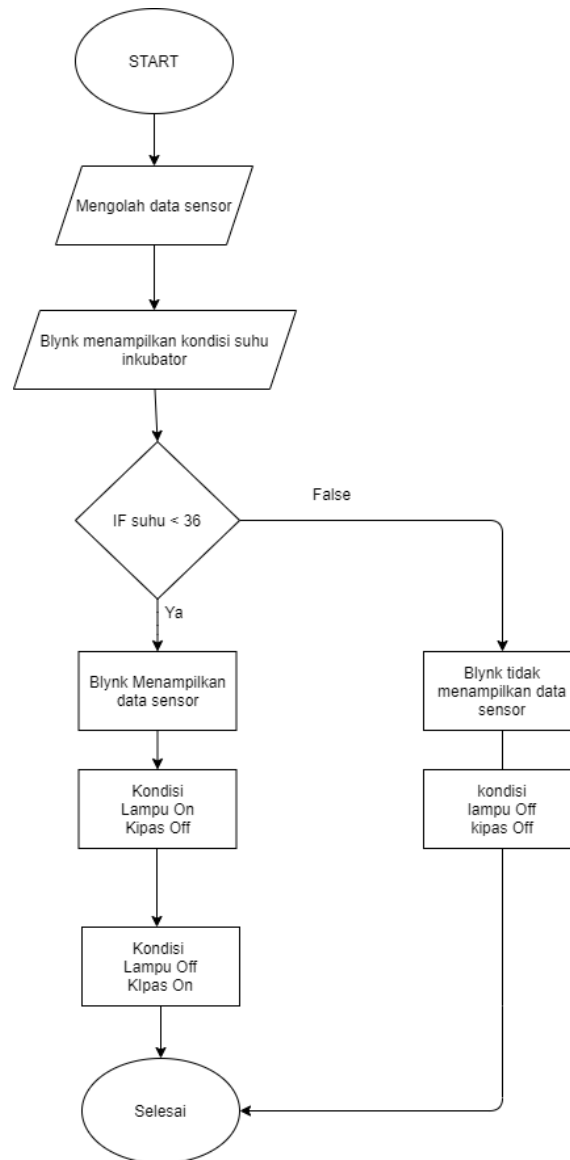 START
Mengolah data sensor
Blynk menampilkan kondisi suhu
inkubator
IF suhu < 36
False
Ya
Blynk Menampilkan
data sensor
Blynk tidak
menampilkan data
sensor
Kondisi
Lampu On
Kipas Off
kondisi
lampu Off
kipas Off
Kondisi
Lampu Off
KIpas On
Selesai